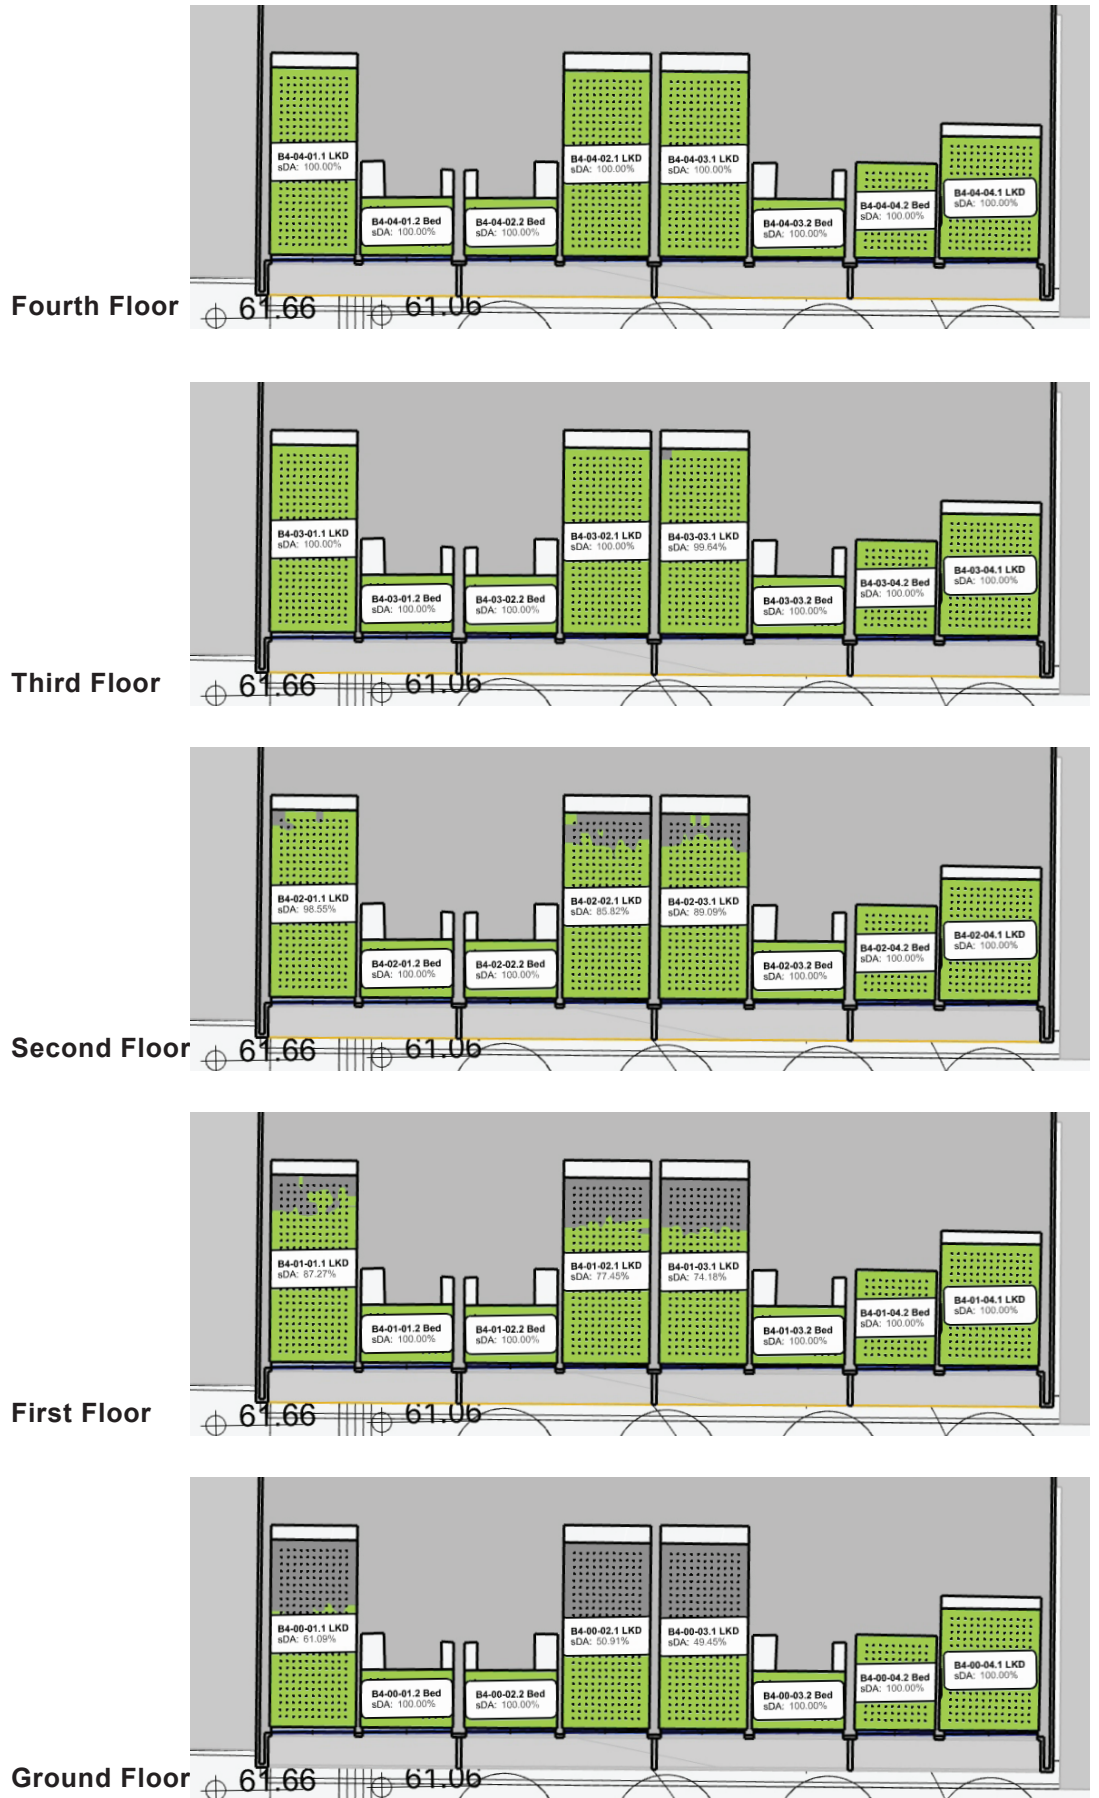 B4-04-01.1 LKD
sDA: 100.00%
B4-04-01.2 Bed
sDA: 100.00%
B4-04-02.2 Bed
sDA: 100.00%
B4-04-02.1 LKD
sDA: 100.00%
B4-04-03.1 LKD
sDA: 100.00%
B4-04-03.2 Bed
sDA: 100.00%
B4-04-04.2 Bed
sDA: 100.00%
B4-04-04.1 LKD
sDA: 100.00%
Fourth Floor
61.66
61.06
B4-03-01.1 LKD
sDA: 100.00%
B4-03-01.2 Bed
sDA: 100.00%
B4-03-02.2 Bed
sDA: 100.00%
B4-03-02.1 LKD
sDA: 100.00%
B4-03-03.1 LKD
sDA: 99.64%
B4-03-03.2 Bed
sDA: 100.00%
B4-03-04.2 Bed
sDA: 100.00%
B4-03-04.1 LKD
sDA: 100.00%
Third Floor
61.66
61.06
B4-02-01.1 LKD
sDA: 98.55%
B4-02-01.2 Bed
sDA: 100.00%
B4-02-02.2 Bed
sDA: 100.00%
B4-02-02.1 LKD
sDA: 85.82%
B4-02-03.1 LKD
sDA: 89.09%
B4-02-03.2 Bed
sDA: 100.00%
B4-02-04.2 Bed
sDA: 100.00%
B4-02-04.1 LKD
sDA: 100.00%
Second Floor
61.66
61.06
B4-01-01.1 LKD
sDA: 87.27%
B4-01-01.2 Bed
sDA: 100.00%
B4-01-02.2 Bed
sDA: 100.00%
B4-01-02.1 LKD
sDA: 77.45%
B4-01-03.1 LKD
sDA: 74.18%
B4-01-03.2 Bed
sDA: 100.00%
B4-01-04.2 Bed
sDA: 100.00%
B4-01-04.1 LKD
sDA: 100.00%
First Floor
61.66
61.06
B4-00-01.1 LKD
sDA: 61.09%
B4-00-01.2 Bed
sDA: 100.00%
B4-00-02.2 Bed
sDA: 100.00%
B4-00-02.1 LKD
sDA: 50.91%
B4-00-03.1 LKD
sDA: 49.45%
B4-00-03.2 Bed
sDA: 100.00%
B4-00-04.2 Bed
sDA: 100.00%
B4-00-04.1 LKD
sDA: 100.00%
Ground Floor
61.66
61.06